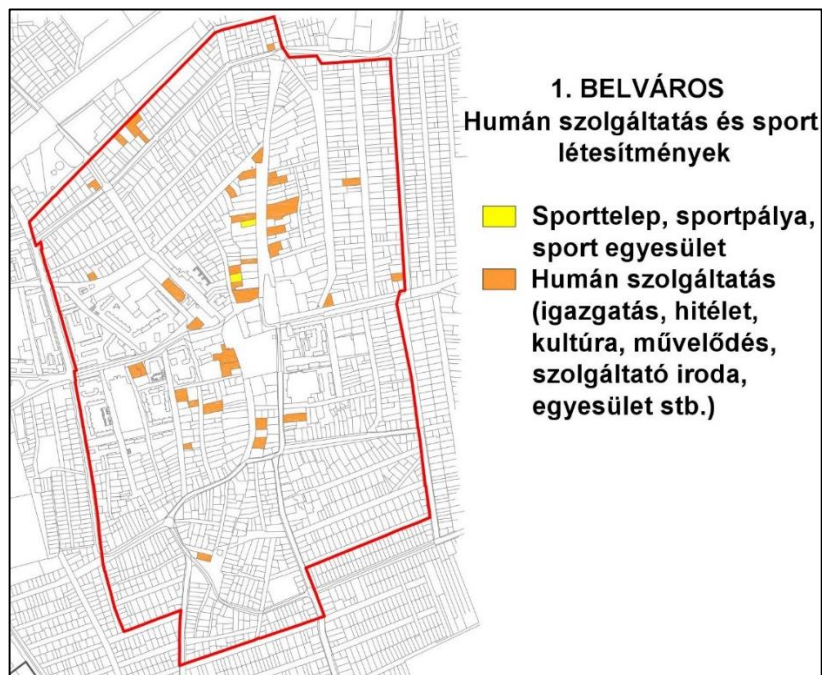 1. BELVÁROS
Humán szolgáltatás és sport
létesítmények
Sporttelep, sportpálya,
sport egyesület
Humán szolgáltatás
(igazgatás, hitélet,
kultúra, művelődés,
szolgáltató iroda,
egyesület stb.)